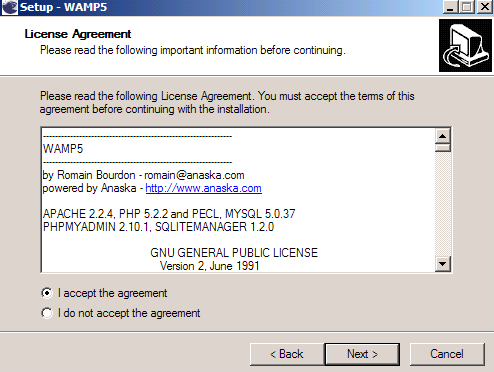 Setup - WAMP5
License Agreement
Please read the following important information before continuing.
Please read the following License Agreement. You must accept the terms of this
agreement before continuing with the installation.
------------------------------------------------------------
WAMP5
------------------------------------------------------------
by Romain Bourdon - romain@anaska.com
powered by Anaska - http://www.anaska.com
APACHE 2.2.4, PHP 5.2.2 and PECL, MYSQL 5.0.37
PHPMYADMIN 2.10.1, SQLITEMANAGER 1.2.0
GNU GENERAL PUBLIC LICENSE
Version 2, June 1991
I accept the agreement
I do not accept the agreement
< Back Next > Cancel